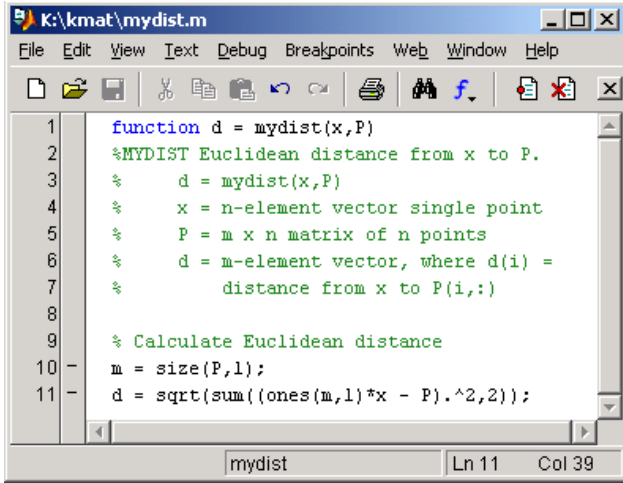 K:\kmat\mydist.m
File Edit View Text Debug Breakpoints Web Window Help
1 function d = mydist(x,P)
2 %MYDIST Euclidean distance from x to P.
3 % d = mydist(x,P)
4 % x = n-element vector single point
5 % P = m x n matrix of n points
6 % d = m-element vector, where d(i) =
7 % distance from x to P(i,:)
8
9 % Calculate Euclidean distance
10 - m = size(P,1);
11 - d = sqrt(sum((ones(m,1)*x - P).^2,2));
mydist Ln 11 Col 39